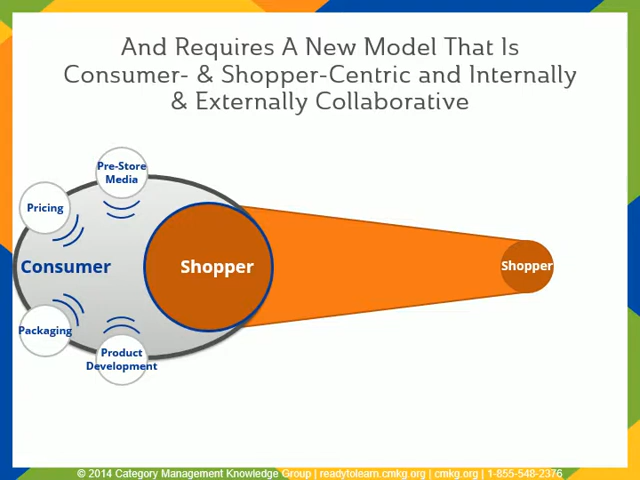 And Requires A New Model That Is
Consumer- & Shopper-Centric and Internally
& Externally Collaborative
Pre-Store
Media
Pricing
Consumer
Shopper
Shopper
Packaging
Product
Development
© 2014 Category Management Knowledge Group | readytolearn.cmkg.org | cmkg.org | 1-855-548-2376